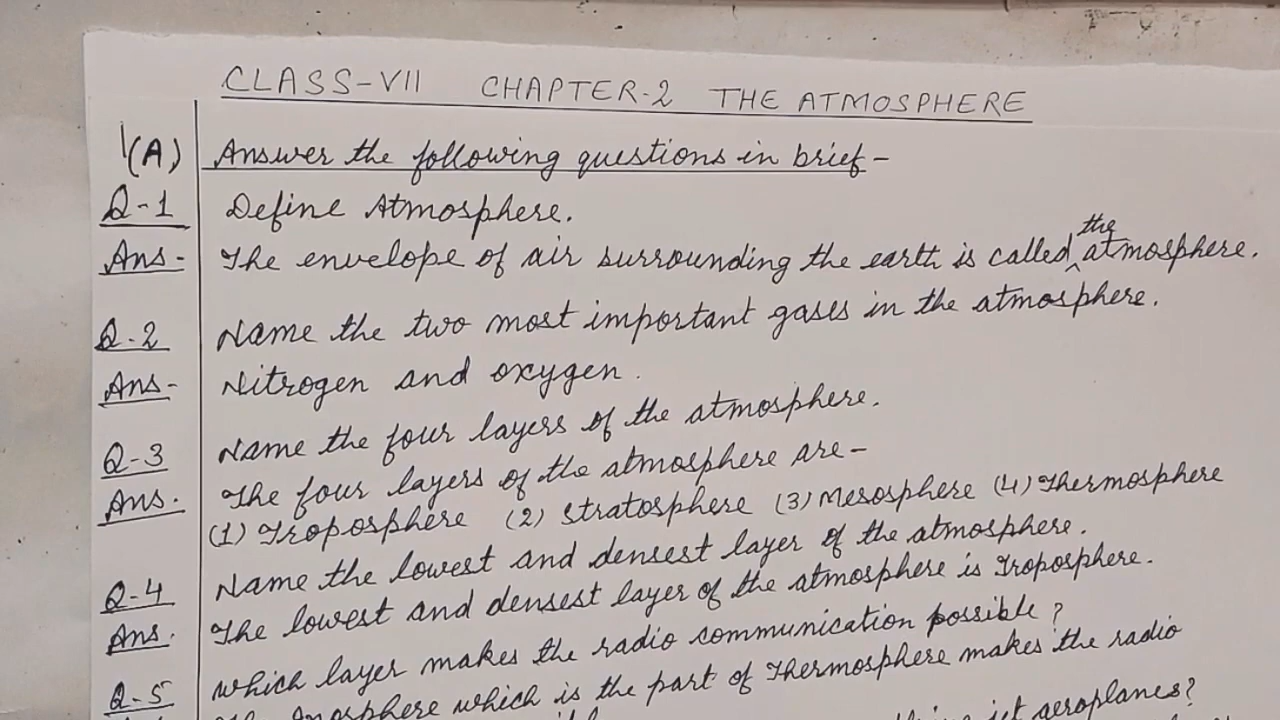 CLASS-VII CHAPTER-2 THE ATMOSPHERE
(A) Answer the following questions in brief-
Q-1 Define Atmosphere.
Ans- The envelope of air surrounding the earth is called the atmosphere.
Q-2 Name the two most important gases in the atmosphere.
Ans- Nitrogen and oxygen.
Q-3 Name the four layers of the atmosphere.
Ans. The four layers of the atmosphere are-
(1) Troposphere (2) Stratosphere (3) Mesosphere (4) Thermosphere
Q-4 Name the lowest and densest layer of the atmosphere.
Ans. The lowest and densest layer of the atmosphere is Troposphere.
Q-5 Which layer makes the radio communication possible?
which is the part of Thermosphere makes the radio
jet aeroplanes?